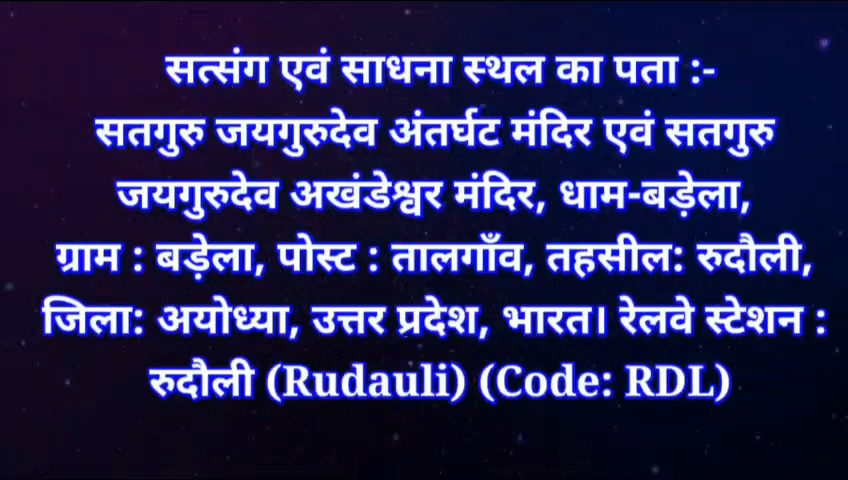 सत्संग एवं साधना स्थल का पता :-
सतगुरु जयगुरुदेव अंतर्घट मंदिर एवं सतगुरु
जयगुरुदेव अखंडेश्वर मंदिर, धाम-बड़ेला,
ग्राम : बड़ेला, पोस्ट : तालगाँव, तहसील: रुदौली,
जिला: अयोध्या, उत्तर प्रदेश, भारत। रेलवे स्टेशन :
रुदौली (Rudauli) (Code: RDL)